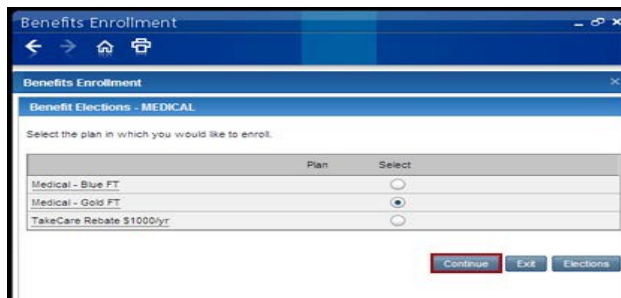 Benefits Enrollment
Benefits Enrollment
Benefit Elections - MEDICAL
Select the plan in which you would like to enroll.
Plan Select
Medical - Blue FT
Medical - Gold FT
TakeCare Rebate $1000/yr
Continue Exit Elections